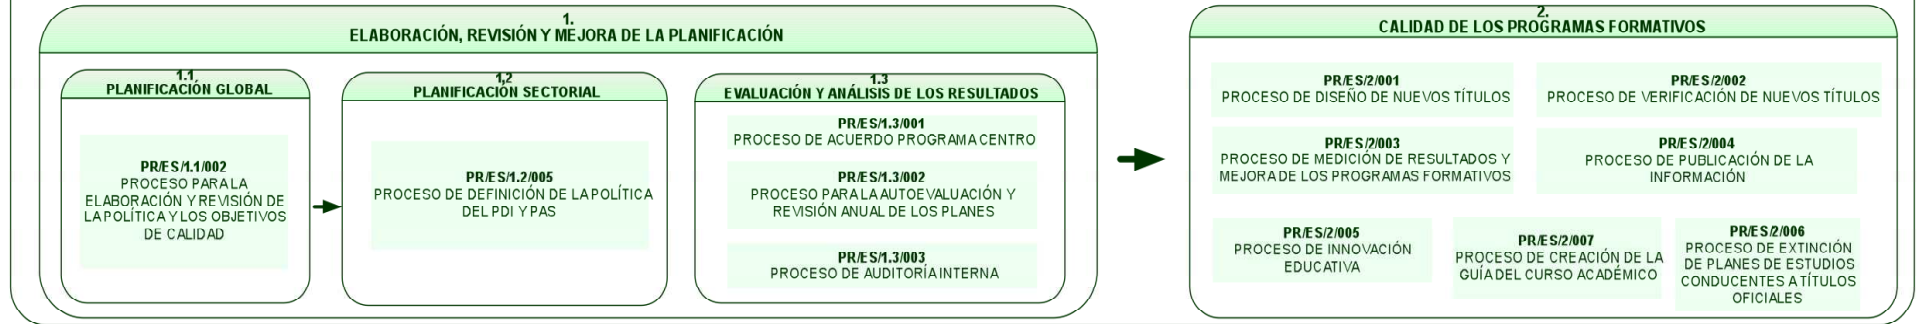 1.
ELABORACIÓN, REVISIÓN Y MEJORA DE LA PLANIFICACIÓN
1.1
PLANIFICACIÓN GLOBAL
PR/ES/1.1/002
PROCESO PARA LA
ELABORACIÓN Y REVISIÓN DE
LA POLÍTICA Y LOS OBJETIVOS
DE CALIDAD
1,2
PLANIFICACIÓN SECTORIAL
PR/ES/1.2/005
PROCESO DE DEFINICIÓN DE LA POLÍTICA
DEL PDI Y PAS
1.3
EVALUACIÓN Y ANÁLISIS DE LOS RESULTADOS
PR/ES/1.3/001
PROCESO DE ACUERDO PROGRAMA CENTRO
PR/ES/1.3/002
PROCESO PARA LA AUTOEVALUACIÓN Y
REVISIÓN ANUAL DE LOS PLANES
PR/ES/1.3/003
PROCESO DE AUDITORÍA INTERNA
2.
CALIDAD DE LOS PROGRAMAS FORMATIVOS
PR/ES/2/001
PROCESO DE DISEÑO DE NUEVOS TÍTULOS
PR/ES/2/002
PROCESO DE VERIFICACIÓN DE NUEVOS TÍTULOS
PR/ES/2/003
PROCESO DE MEDICIÓN DE RESULTADOS Y
MEJORA DE LOS PROGRAMAS FORMATIVOS
PR/ES/2/004
PROCESO DE PUBLICACIÓN DE LA
INFORMACIÓN
PR/ES/2/005
PROCESO DE INNOVACIÓN
EDUCATIVA
PR/ES/2/007
PROCESO DE CREACIÓN DE LA
GUÍA DEL CURSO ACADÉMICO
PR/ES/2/006
PROCESO DE EXTINCIÓN
DE PLANES DE ESTUDIOS
CONDUCENTES A TÍTULOS
OFICIALES